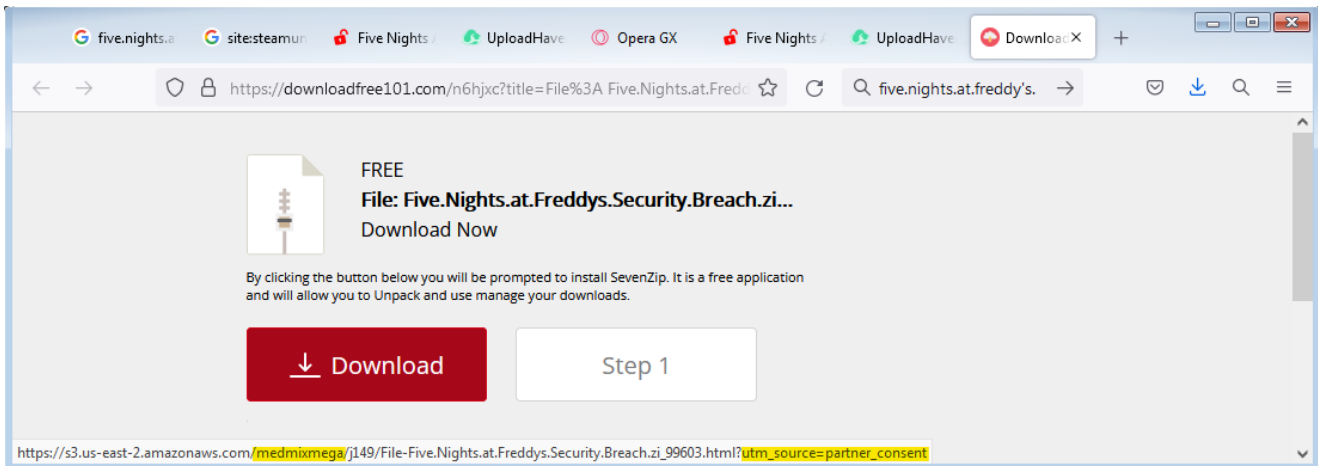 five.nights.a
site:steamun
Five Nights
UploadHave
Opera GX
Five Nights
UploadHave
Download
https://downloadfree101.com/n6hjxc?title=File%3A Five.Nights.at.Fredd
five.nights.at.freddy's.
FREE
File: Five.Nights.at.Freddys.Security.Breach.zi...
Download Now
By clicking the button below you will be prompted to install SevenZip. It is a free application
and will allow you to Unpack and use manage your downloads.
Download
Step 1
https://s3.us-east-2.amazonaws.com/medmixmega/j149/File-Five.Nights.at.Freddys.Security.Breach.zi_99603.html?utm_source=partner_consent